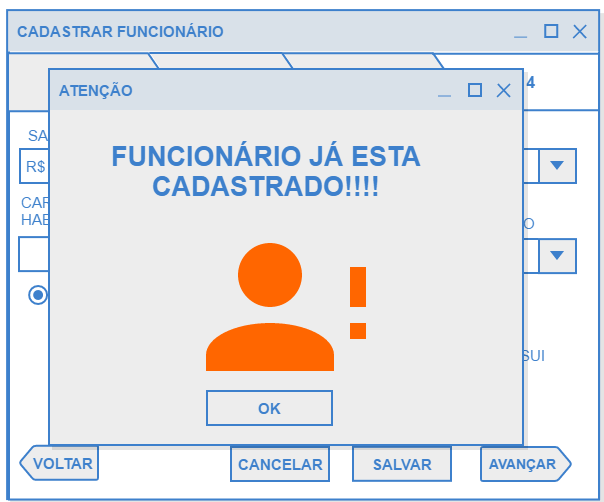 CADASTRAR FUNCIONÁRIO
ATENÇÃO
4
FUNCIONÁRIO JÁ ESTA
CADASTRADO!!!!
R$
OK
VOLTAR
CANCELAR
SALVAR
AVANÇAR